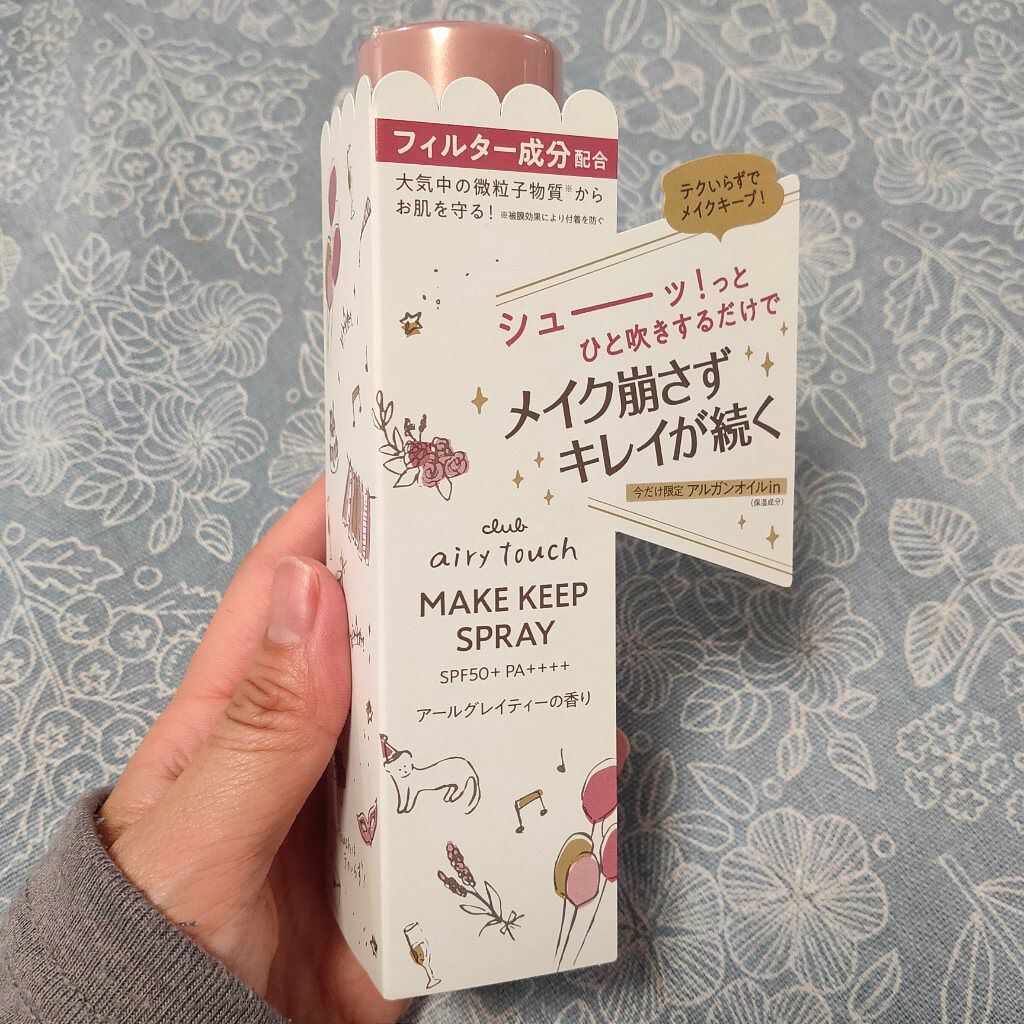 フィルター成分配合
大気中の微粒子物質※から
お肌を守る！ ※被膜効果により付着を防ぐ
テクいらずで
メイクキープ！
シューーッ！っと
ひと吹きするだけで
メイク崩さず
キレイが続く
今だけ限定 アルガンオイルin
(保湿成分)
club
airy touch
MAKE KEEP
SPRAY
SPF50+ PA++++
アールグレイティーの香り